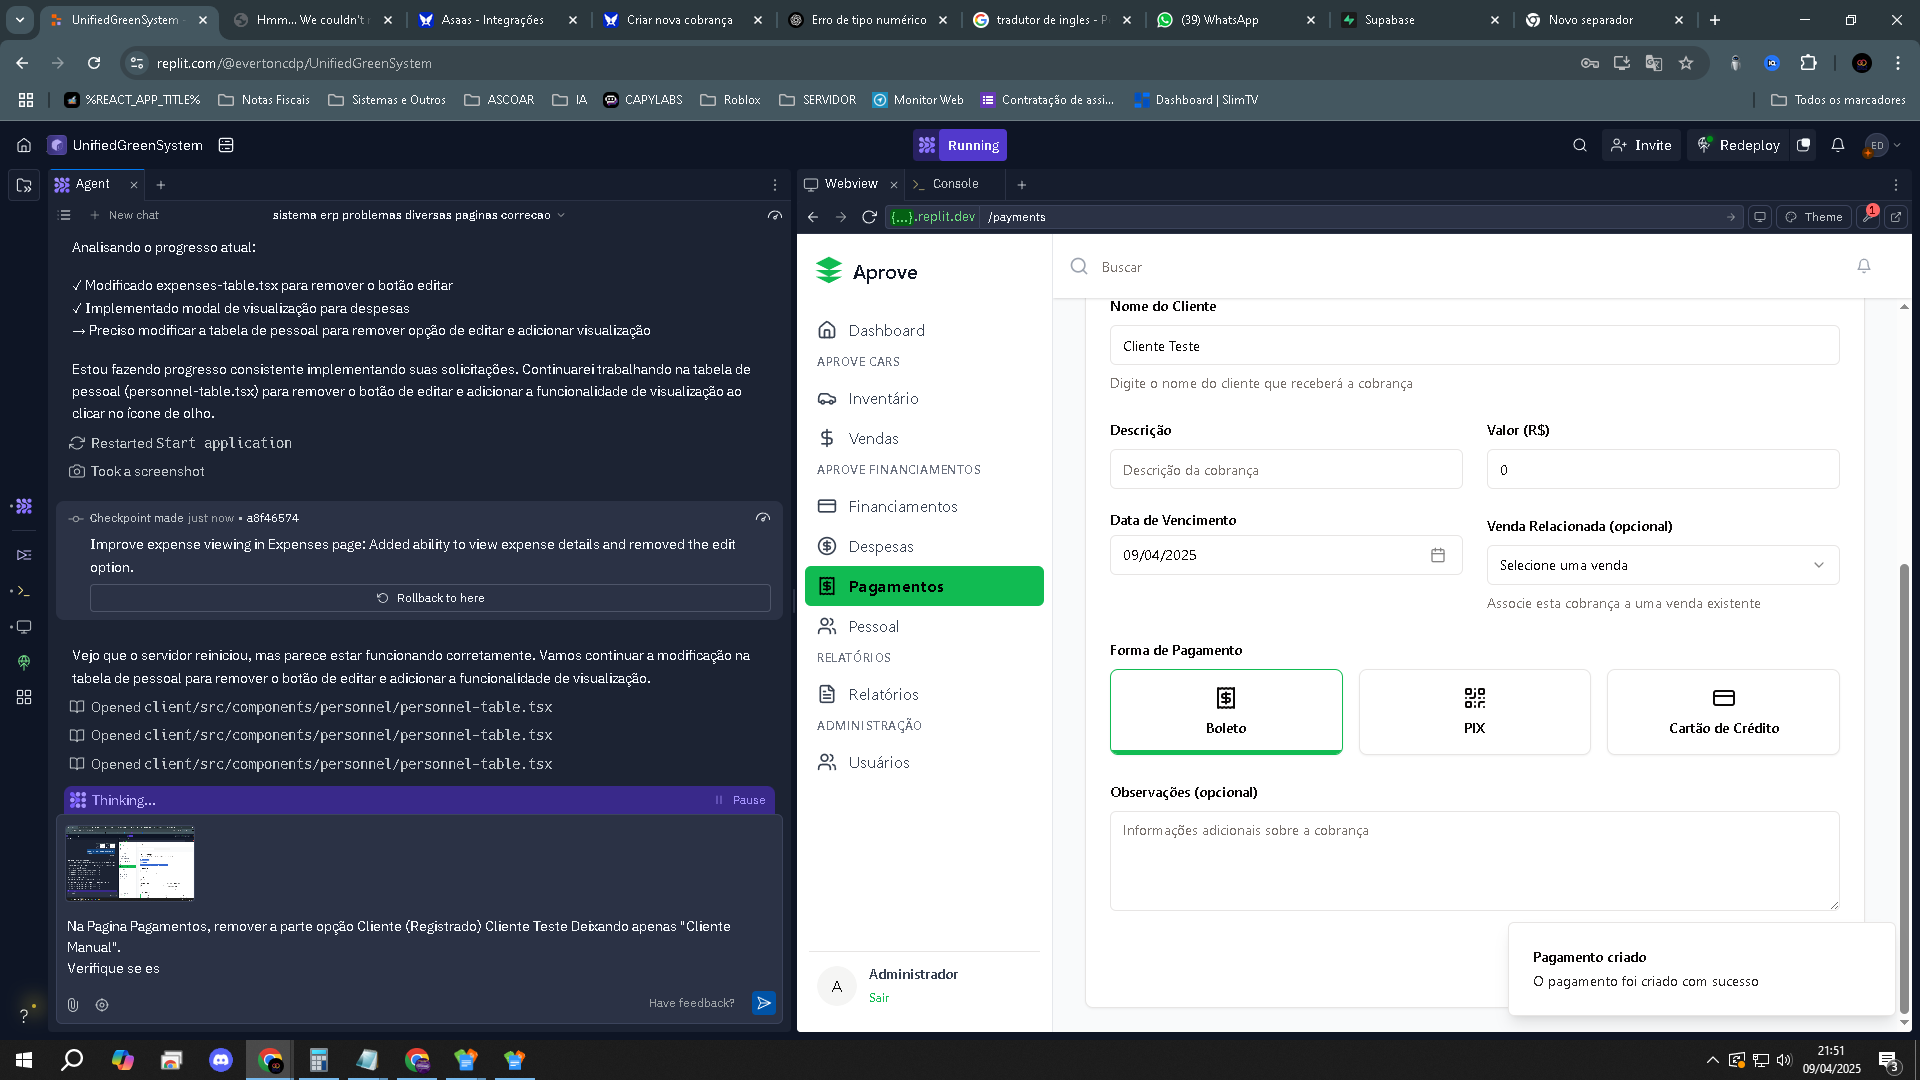 UnifiedGreenSystem -
Hmm... We couldn't
Asaas - Integrações
Criar nova cobrança
Erro de tipo numérico
tradutor de ingles - P
(39) WhatsApp
Supabase
Novo separador
replit.com/@evertoncdp/UnifiedGreenSystem
%REACT_APP_TITLE%
Notas Fiscais
Sistemas e Outros
ASCOAR
IA
CAPYLABS
Roblox
SERVIDOR
Monitor Web
Contratação de assi...
Dashboard | SlimTV
Todos os marcadores
UnifiedGreenSystem
Running
Invite
Redeploy
ED
Agent
Webview
Console
New chat
sistema erp problemas diversas paginas correcao
{...}.replit.dev
/payments
Theme
1
Analisando o progresso atual:
✓ Modificado expenses-table.tsx para remover o botão editar
✓ Implementado modal de visualização para despesas
→ Preciso modificar a tabela de pessoal para remover opção de editar e adicionar visualização
Estou fazendo progresso consistente implementando suas solicitações. Continuarei trabalhando na tabela de
pessoal (personnel-table.tsx) para remover o botão de editar e adicionar a funcionalidade de visualização ao
clicar no ícone de olho.
Restarted Start application
Took a screenshot
Checkpoint made just now • a8f46574
Improve expense viewing in Expenses page: Added ability to view expense details and removed the edit
option.
Rollback to here
Vejo que o servidor reiniciou, mas parece estar funcionando corretamente. Vamos continuar a modificação na
tabela de pessoal para remover o botão de editar e adicionar a funcionalidade de visualização.
Opened client/src/components/personnel/personnel-table.tsx
Opened client/src/components/personnel/personnel-table.tsx
Opened client/src/components/personnel/personnel-table.tsx
Thinking...
Pause
Na Pagina Pagamentos, remover a parte opção Cliente (Registrado) Cliente Teste Deixando apenas "Cliente
Manual".
Verifique se es
Have feedback?
?
Aprove
Dashboard
APROVE CARS
Inventário
Vendas
APROVE FINANCIAMENTOS
Financiamentos
Despesas
Pagamentos
Pessoal
RELATÓRIOS
Relatórios
ADMINISTRAÇÃO
Usuários
A
Administrador
Sair
Buscar
Nome do Cliente
Cliente Teste
Digite o nome do cliente que receberá a cobrança
Descrição
Valor (R$)
Descrição da cobrança
0
Data de Vencimento
Venda Relacionada (opcional)
09/04/2025
Selecione uma venda
Associe esta cobrança a uma venda existente
Forma de Pagamento
Boleto
PIX
Cartão de Crédito
Observações (opcional)
Informações adicionais sobre a cobrança
Pagamento criado
O pagamento foi criado com sucesso
21:51
09/04/2025
3